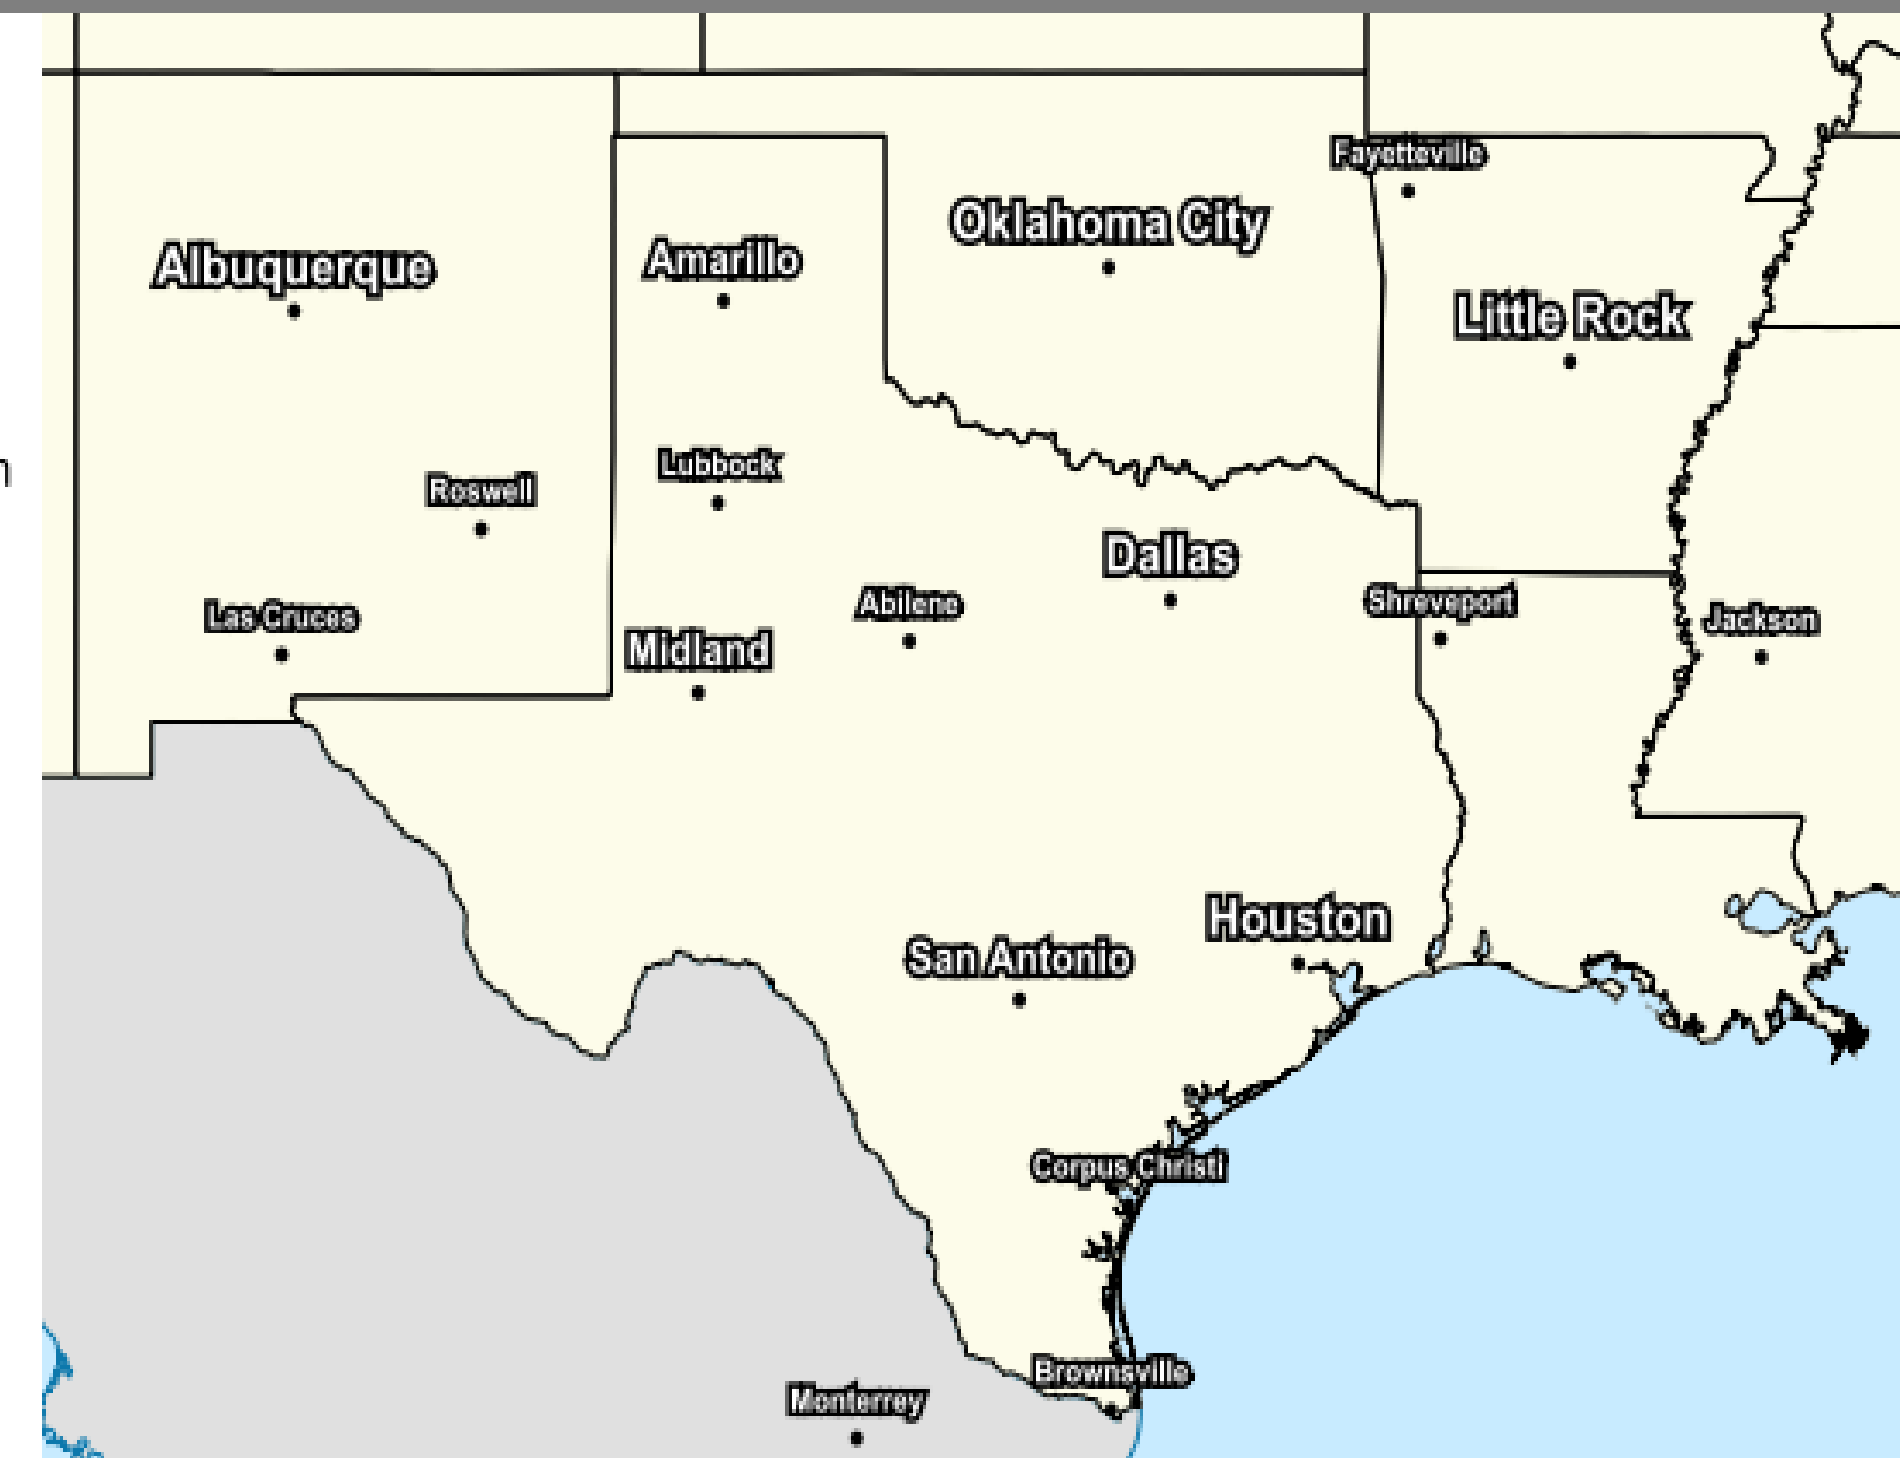 Fayetteville
Oklahoma City
Albuquerque
Amarillo
Little Rock
Lubbock
Roswell
Dallas
Abilene
Shreveport
Las Cruces
Midland
Jackson
Houston
San Antonio
Corpus Christi
Brownsville
Monterrey